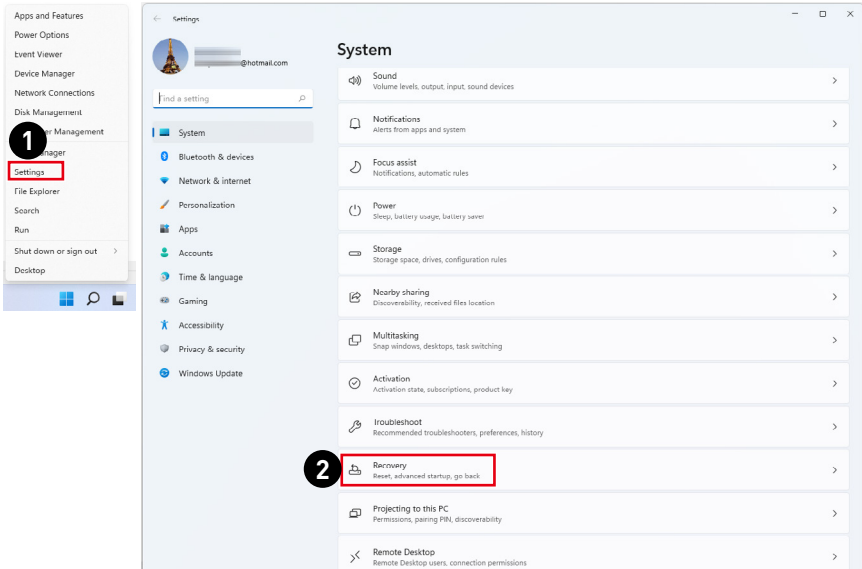 Apps and Features
Power Options
Event Viewer
Device Manager
Network Connections
Disk Management
er Management
1
anager
Settings
File Explorer
Search
Run
Shut down or sign out
Desktop
Settings
@hotmail.com
Find a setting
System
Bluetooth & devices
Network & internet
Personalization
Apps
Accounts
Time & language
Gaming
Accessibility
Privacy & security
Windows Update
System
Sound
Volume levels, output, input, sound devices
Notifications
Alerts from apps and system
Focus assist
Notifications, automatic rules
Power
Sleep, battery usage, battery saver
Storage
Storage space, drives, configuration rules
Nearby sharing
Discoverability, received files location
Multitasking
Snap windows, desktops, task switching
Activation
Activation state, subscriptions, product key
Troubleshoot
Recommended troubleshooters, preferences, history
2
Recovery
Reset, advanced startup, go back
Projecting to this PC
Permissions, pairing PIN, discoverability
Remote Desktop
Remote Desktop users, connection permissions